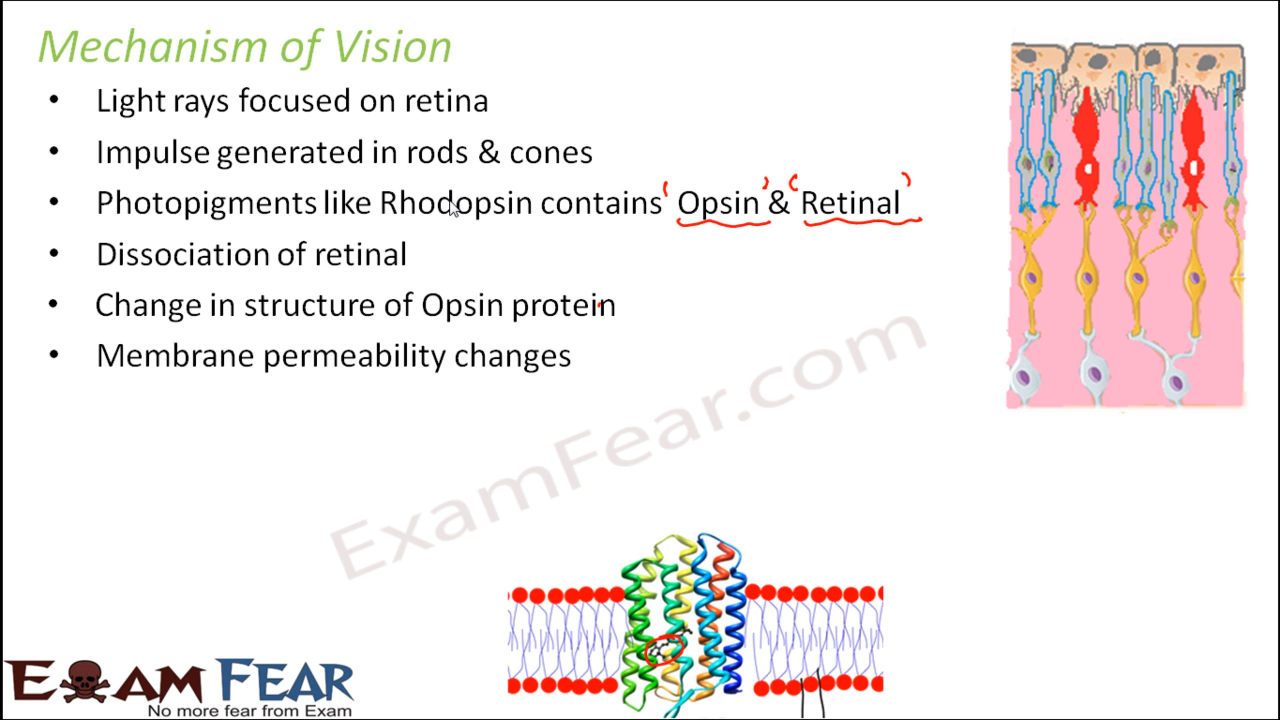 Mechanism of Vision
• Light rays focused on retina
• Impulse generated in rods & cones
• Photopigments like Rhodopsin contains ‘Opsin’ & ‘Retinal’
• Dissociation of retinal
• Change in structure of Opsin protein
• Membrane permeability changes
ExamFear.com
EXAM FEAR
No more fear from Exam